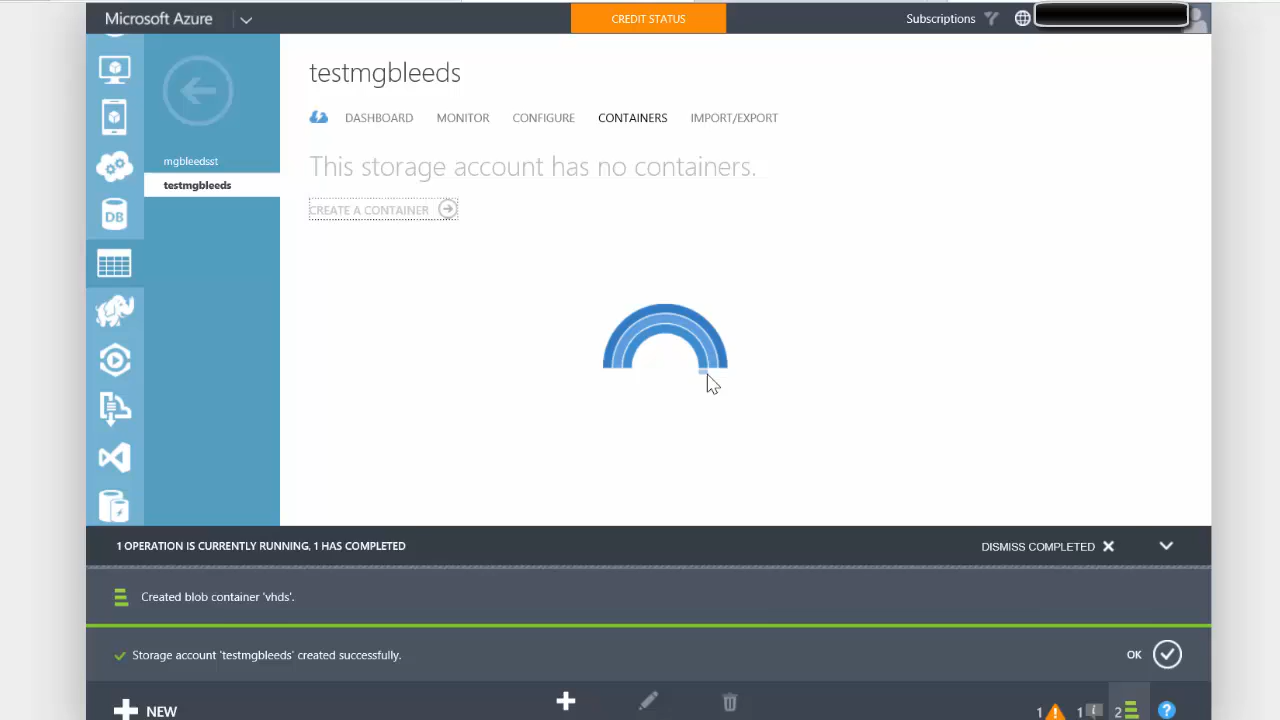 Microsoft Azure
CREDIT STATUS
Subscriptions
testmgbleeds
DASHBOARD MONITOR CONFIGURE CONTAINERS IMPORT/EXPORT
mgbleedsst
testmgbleeds
This storage account has no containers.
CREATE A CONTAINER
DB
1 OPERATION IS CURRENTLY RUNNING, 1 HAS COMPLETED
DISMISS COMPLETED
Created blob container 'vhds'.
Storage account 'testmgbleeds' created successfully.
OK
NEW
1 1 2 ?